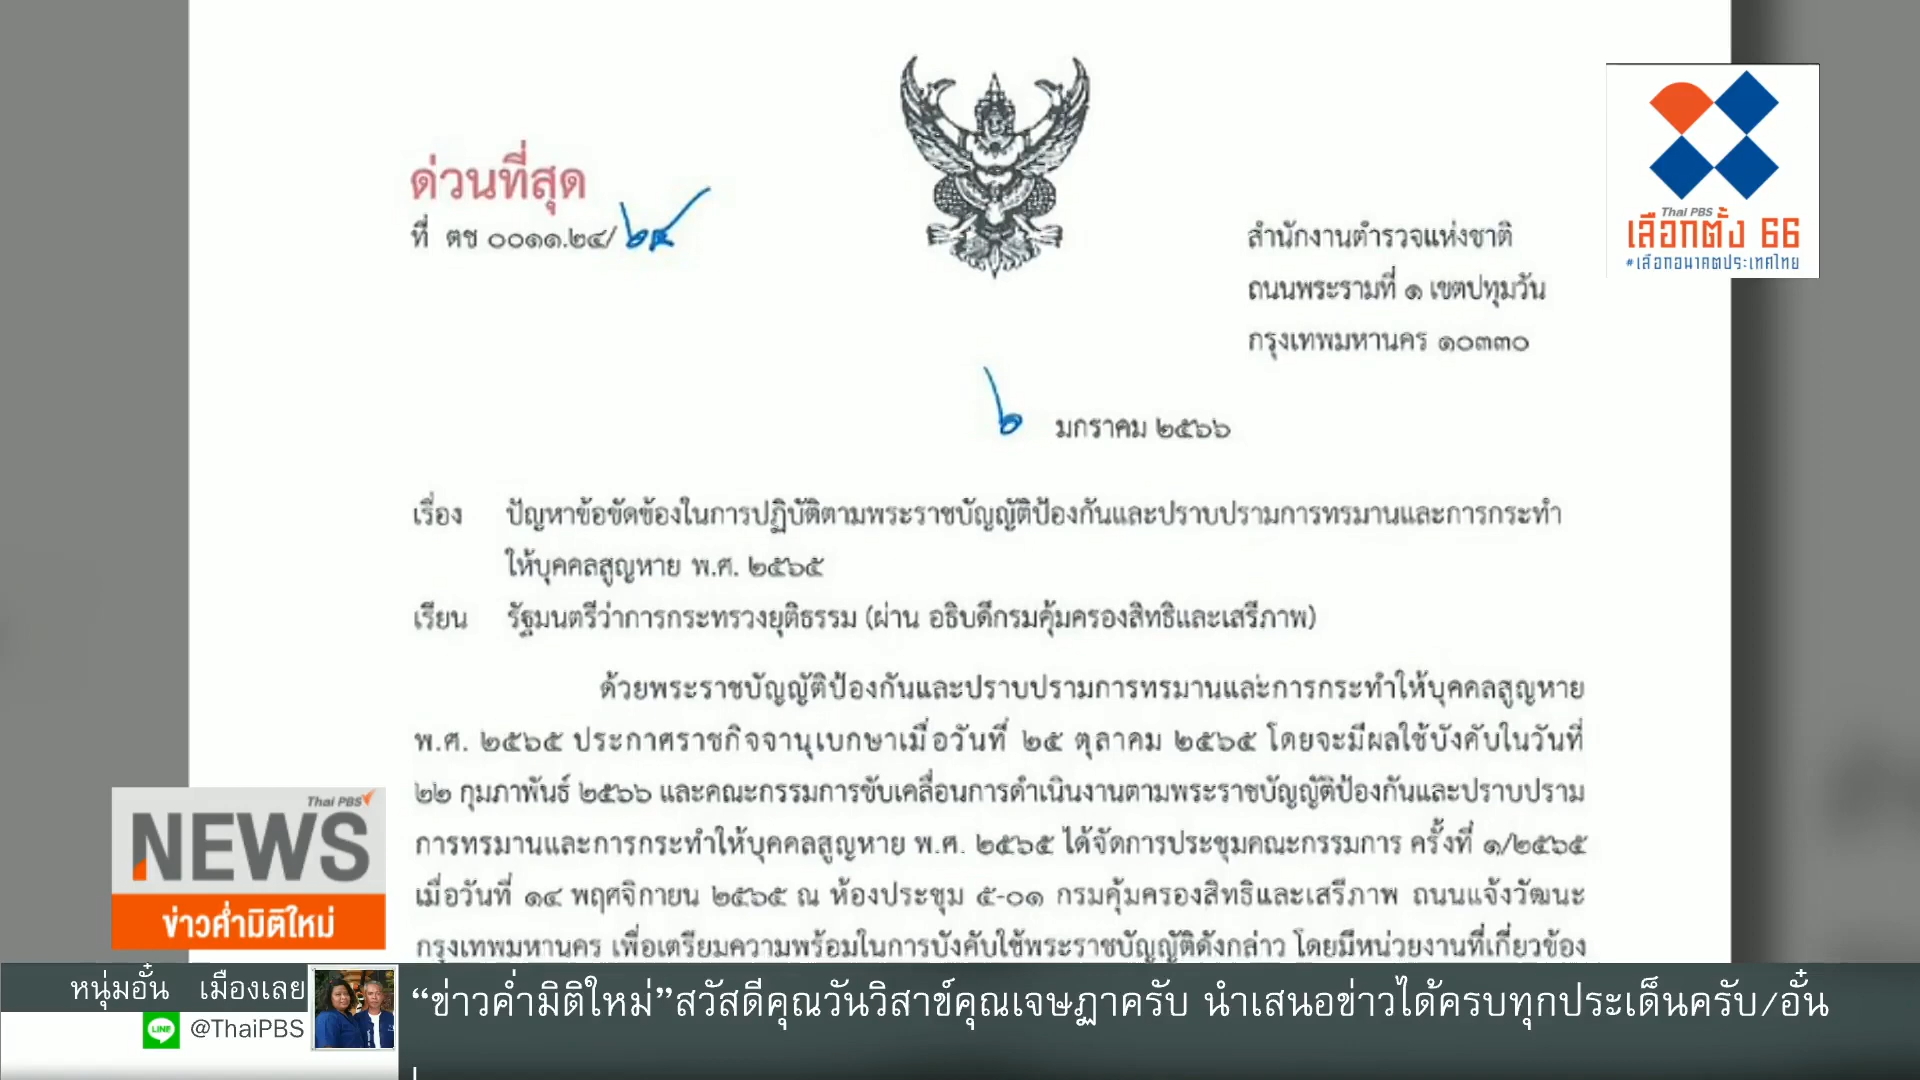 ด่วนที่สุด
ที่ ตช ๐๐๑๑.๒๔/๖๔
สำนักงานตำรวจแห่งชาติ
ถนนพระรามที่ ๑ เขตปทุมวัน
กรุงเทพมหานคร ๑๐๓๓๐
๖ มกราคม ๒๕๖๖
เรื่อง ปัญหาข้อขัดข้องในการปฏิบัติตามพระราชบัญญัติป้องกันและปราบปรามการทรมานและการกระทำ
ให้บุคคลสูญหาย พ.ศ. ๒๕๖๕
เรียน รัฐมนตรีว่าการกระทรวงยุติธรรม (ผ่าน อธิบดีกรมคุ้มครองสิทธิและเสรีภาพ)
ด้วยพระราชบัญญัติป้องกันและปราบปรามการทรมานและการกระทำให้บุคคลสูญหาย
พ.ศ. ๒๕๖๕ ประกาศราชกิจจานุเบกษาเมื่อวันที่ ๒๕ ตุลาคม ๒๕๖๕ โดยจะมีผลใช้บังคับในวันที่
๒๒ กุมภาพันธ์ ๒๕๖๖ และคณะกรรมการขับเคลื่อนการดำเนินงานตามพระราชบัญญัติป้องกันและปราบปราม
การทรมานและการกระทำให้บุคคลสูญหาย พ.ศ. ๒๕๖๕ ได้จัดการประชุมคณะกรรมการ ครั้งที่ ๑/๒๕๖๕
เมื่อวันที่ ๑๔ พฤศจิกายน ๒๕๖๕ ณ ห้องประชุม ๕-๐๑ กรมคุ้มครองสิทธิและเสรีภาพ ถนนแจ้งวัฒนะ
กรุงเทพมหานคร เพื่อเตรียมความพร้อมในการบังคับใช้พระราชบัญญัติดังกล่าว โดยมีหน่วยงานที่เกี่ยวข้อง
Thai PBS
เลือกตั้ง 66
#เลือกอนาคตประเทศไทย
Thai PBS
NEWS
ข่าวค่ำมิติใหม่
หนุ่มอั๋น เมืองเลย
LINE @ThaiPBS
“ข่าวค่ำมิติใหม่”สวัสดีคุณวันวิสาข์คุณเจษฎาครับ นำเสนอข่าวได้ครบทุกประเด็นครับ/อั๋น